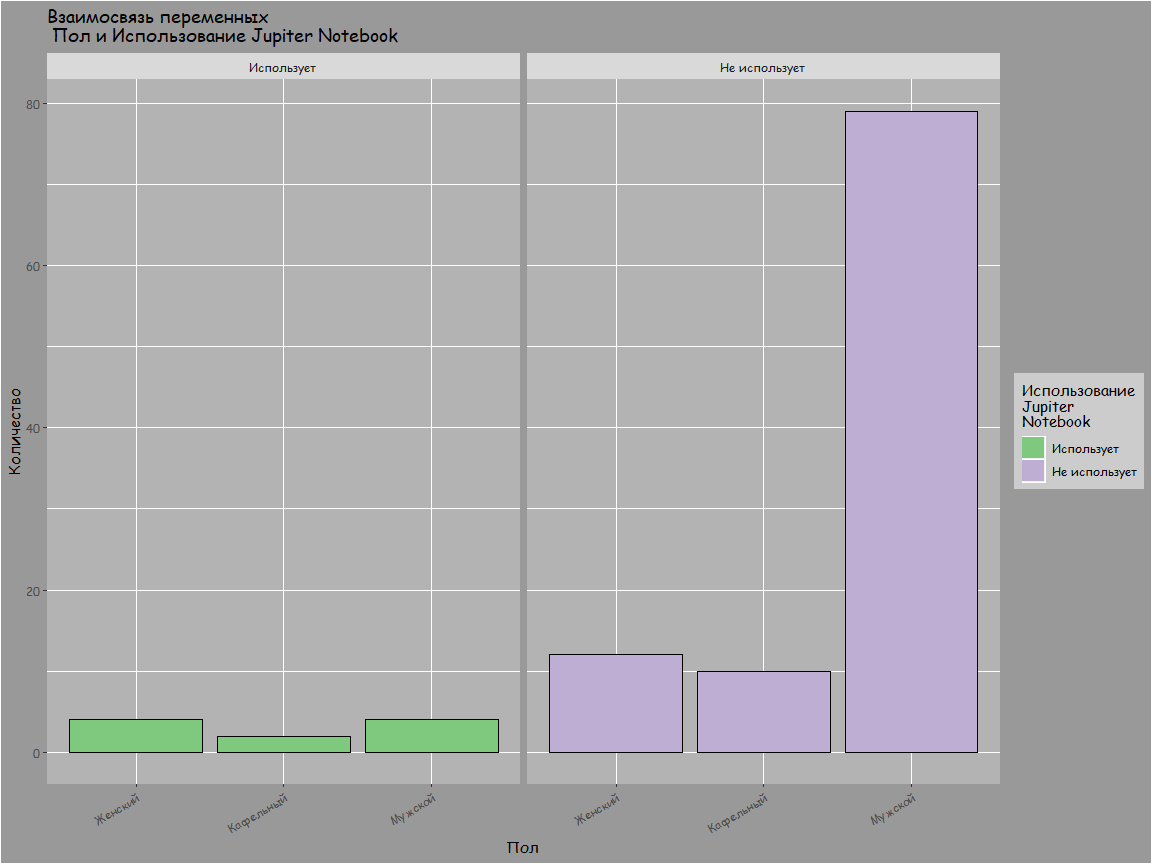 Взаимосвязь переменных
Пол и Использование Jupiter Notebook
Использует
Не использует
80
60
40
20
0
Количество
Женский
Кафельный
Мужской
Женский
Кафельный
Мужской
Пол
Использование
Jupiter
Notebook
Использует
Не использует